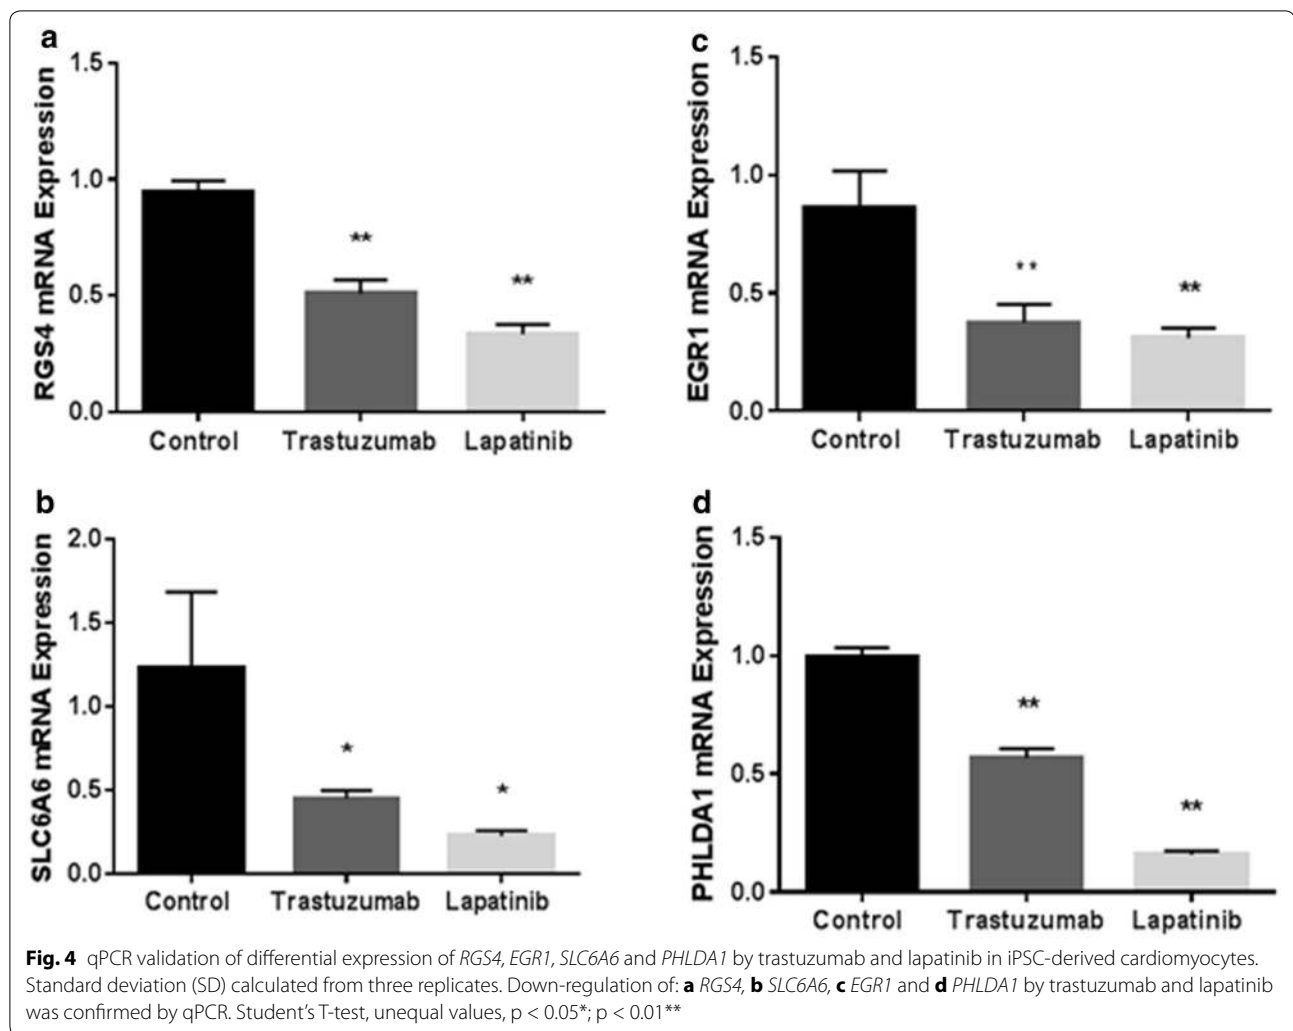 a
RGS4 mRNA Expression
1.5
1.0
0.5
0.0
**
**
Control Trastuzumab Lapatinib
c
EGR1 mRNA Expression
1.5
1.0
0.5
0.0
**
**
Control Trastuzumab Lapatinib
b
SLC6A6 mRNA Expression
2.0
1.5
1.0
0.5
0.0
*
*
Control Trastuzumab Lapatinib
d
PHLDA1 mRNA Expression
1.5
1.0
0.5
0.0
**
**
Control Trastuzumab Lapatinib
Fig. 4 qPCR validation of differential expression of RGS4, EGR1, SLC6A6 and PHLDA1 by trastuzumab and lapatinib in iPSC-derived cardiomyocytes.
Standard deviation (SD) calculated from three replicates. Down-regulation of: a RGS4, b SLC6A6, c EGR1 and d PHLDA1 by trastuzumab and lapatinib
was confirmed by qPCR. Student’s T-test, unequal values, p < 0.05*; p < 0.01**